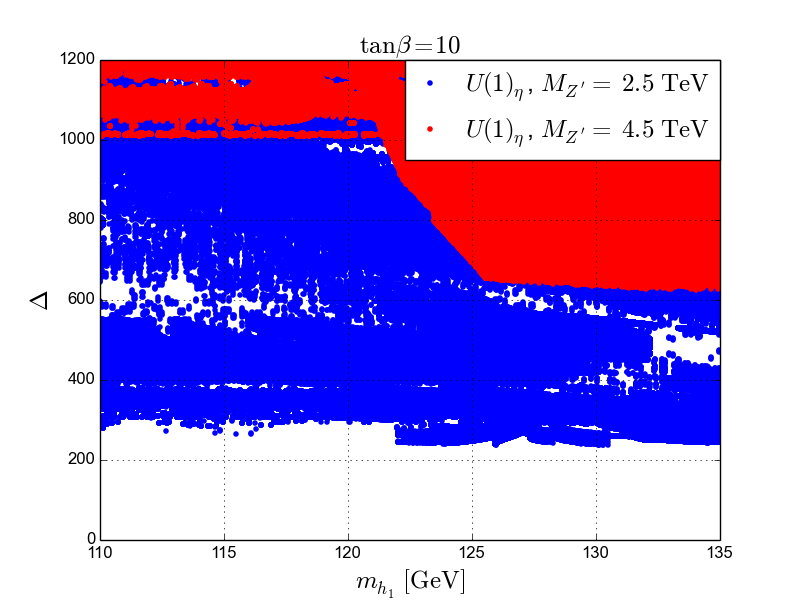 tanβ=10
1200
1000
800
600
400
200
0
Δ
U(1)η, MZ′ = 2.5 TeV
U(1)η, MZ′ = 4.5 TeV
110 115 120 125 130 135
mh1 [GeV]